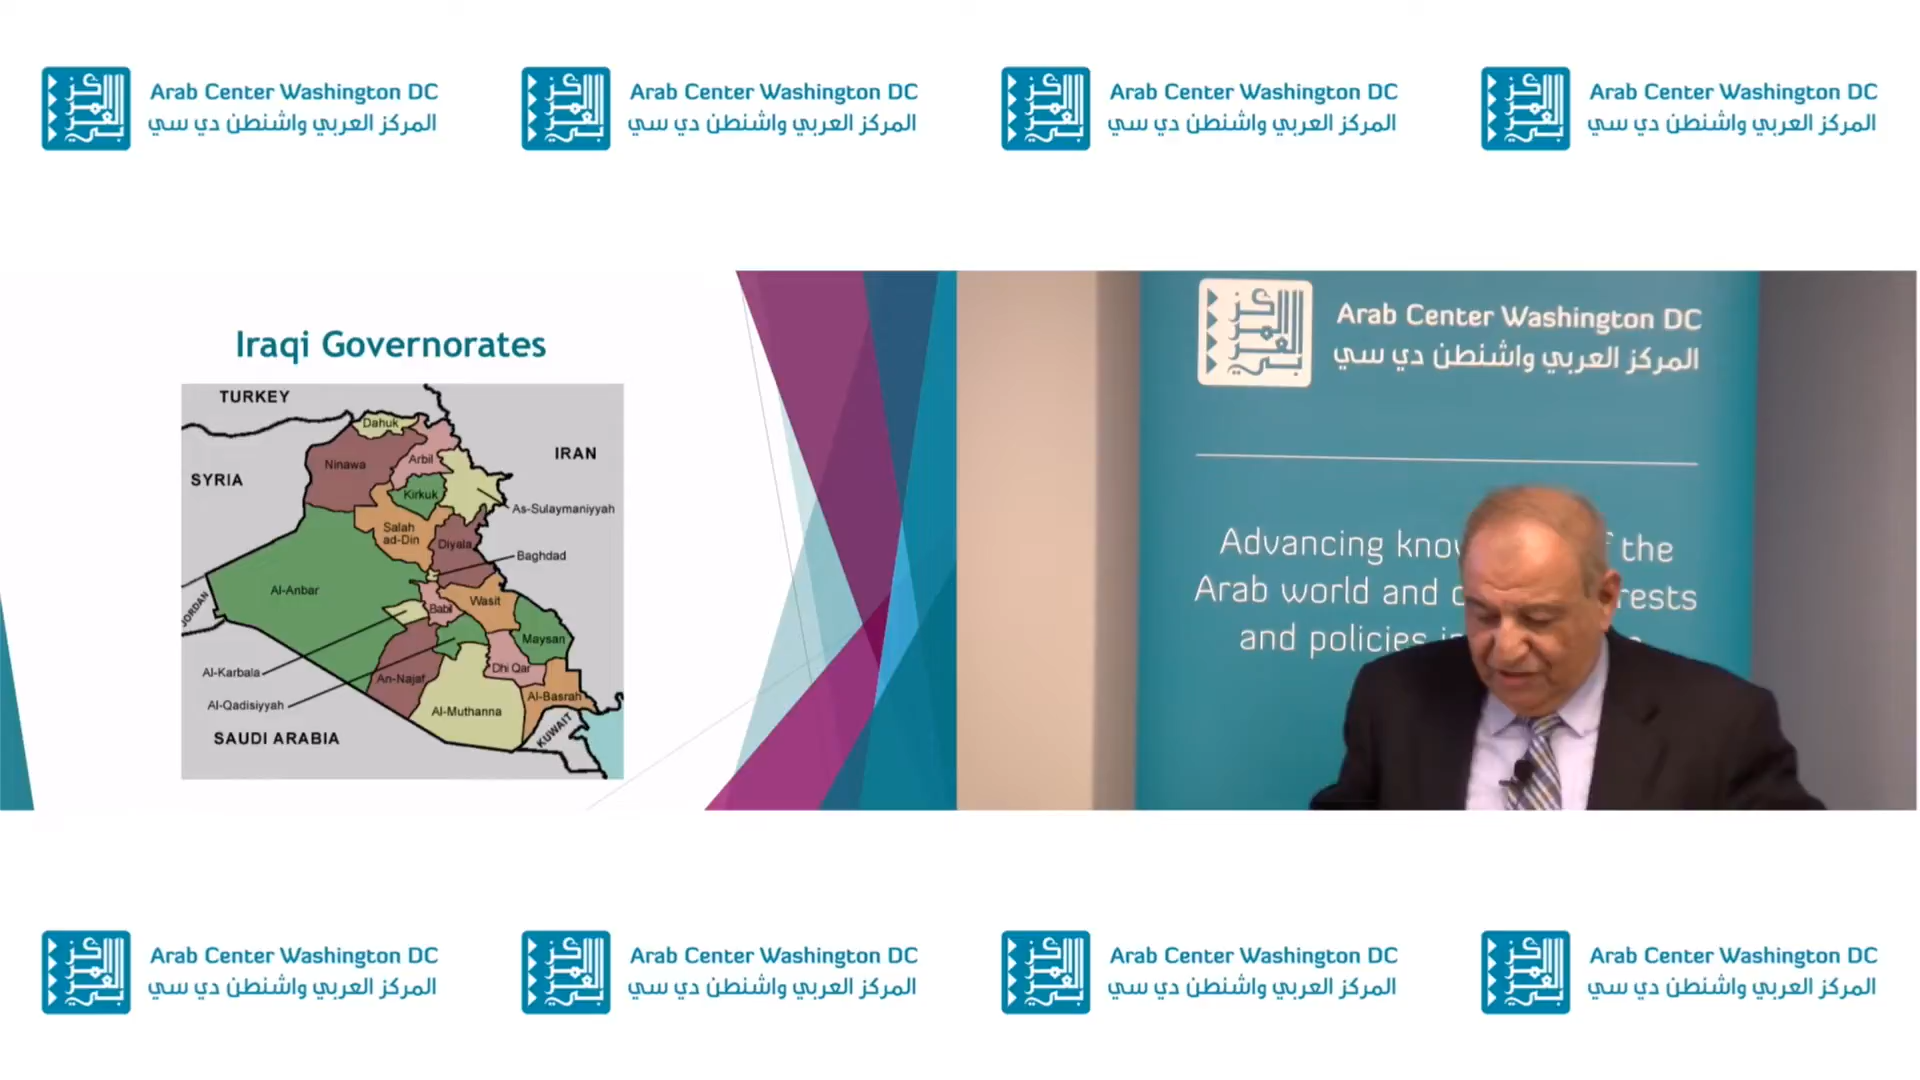 Arab Center Washington DC
المركز العربي واشنطن دي سي
Arab Center Washington DC
المركز العربي واشنطن دي سي
Arab Center Washington DC
المركز العربي واشنطن دي سي
Arab Center Washington DC
المركز العربي واشنطن دي سي
Iraqi Governorates
TURKEY
Dahuk
IRAN
Arbil
Ninawa
SYRIA
Kirkuk
As-Sulaymaniyyah
Salah
ad-Din
Diyala
Baghdad
Al-Anbar
JORDAN
Babil
Wasit
Maysan
Al-Karbala
An-Najaf
Dhi Qar
Al-Basrah
Al-Qadisiyyah
Al-Muthanna
KUWAIT
SAUDI ARABIA
Arab Center Washington DC
المركز العربي واشنطن دي سي
Advancing the
Arab world and
and policies
Arab Center Washington DC
المركز العربي واشنطن دي سي
Arab Center Washington DC
المركز العربي واشنطن دي سي
Arab Center Washington DC
المركز العربي واشنطن دي سي
Arab Center Washington DC
المركز العربي واشنطن دي سي